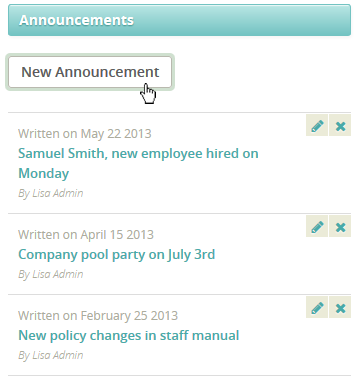 Announcements
New Announcement
Written on May 22 2013
Samuel Smith, new employee hired on
Monday
By Lisa Admin
Written on April 15 2013
Company pool party on July 3rd
By Lisa Admin
Written on February 25 2013
New policy changes in staff manual
By Lisa Admin